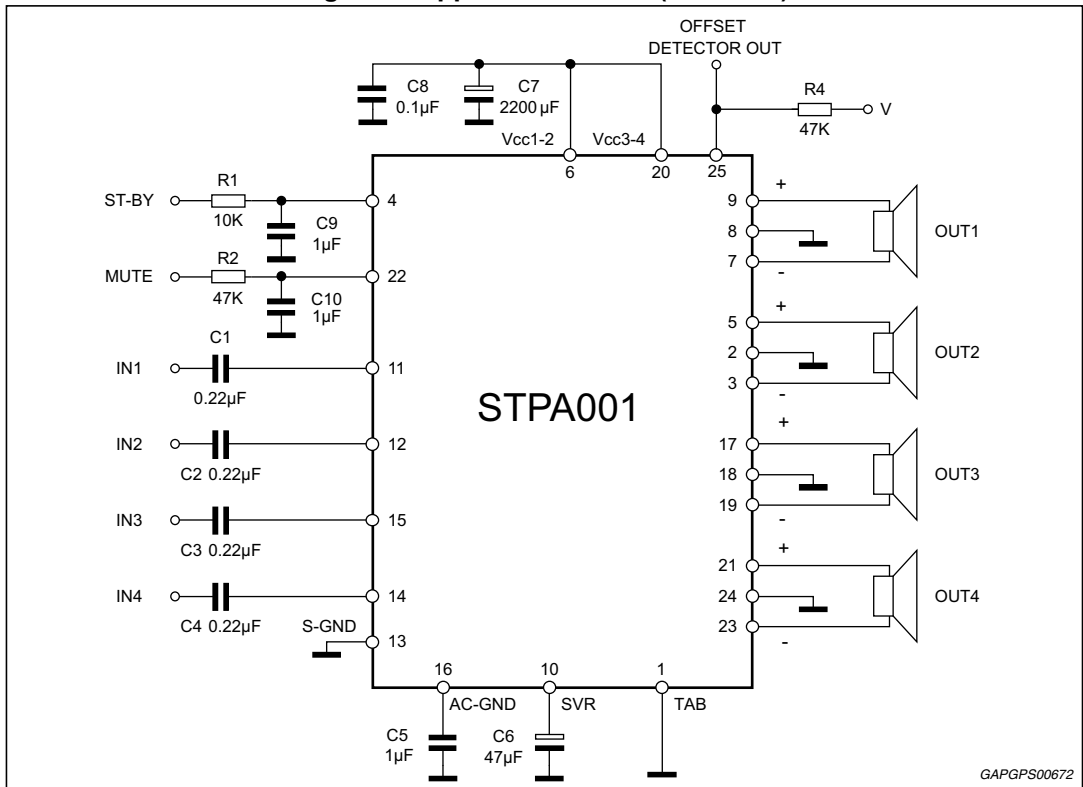 OFFSET
DETECTOR OUT
C8
0.1µF
C7
2200 µF
R4
47K
V
Vcc1-2
Vcc3-4
6
20
25
ST-BY
R1
10K
4
C9
1µF
MUTE
R2
47K
22
C10
1µF
IN1
C1
0.22µF
11
IN2
C2 0.22µF
12
IN3
C3 0.22µF
15
IN4
C4 0.22µF
14
S-GND
13
STPA001
9
+
8
7
-
OUT1
5
+
2
3
-
OUT2
17
+
18
19
-
OUT3
21
+
24
23
-
OUT4
16
AC-GND
10
SVR
1
TAB
C5
1µF
C6
47µF
GAPGPS00672